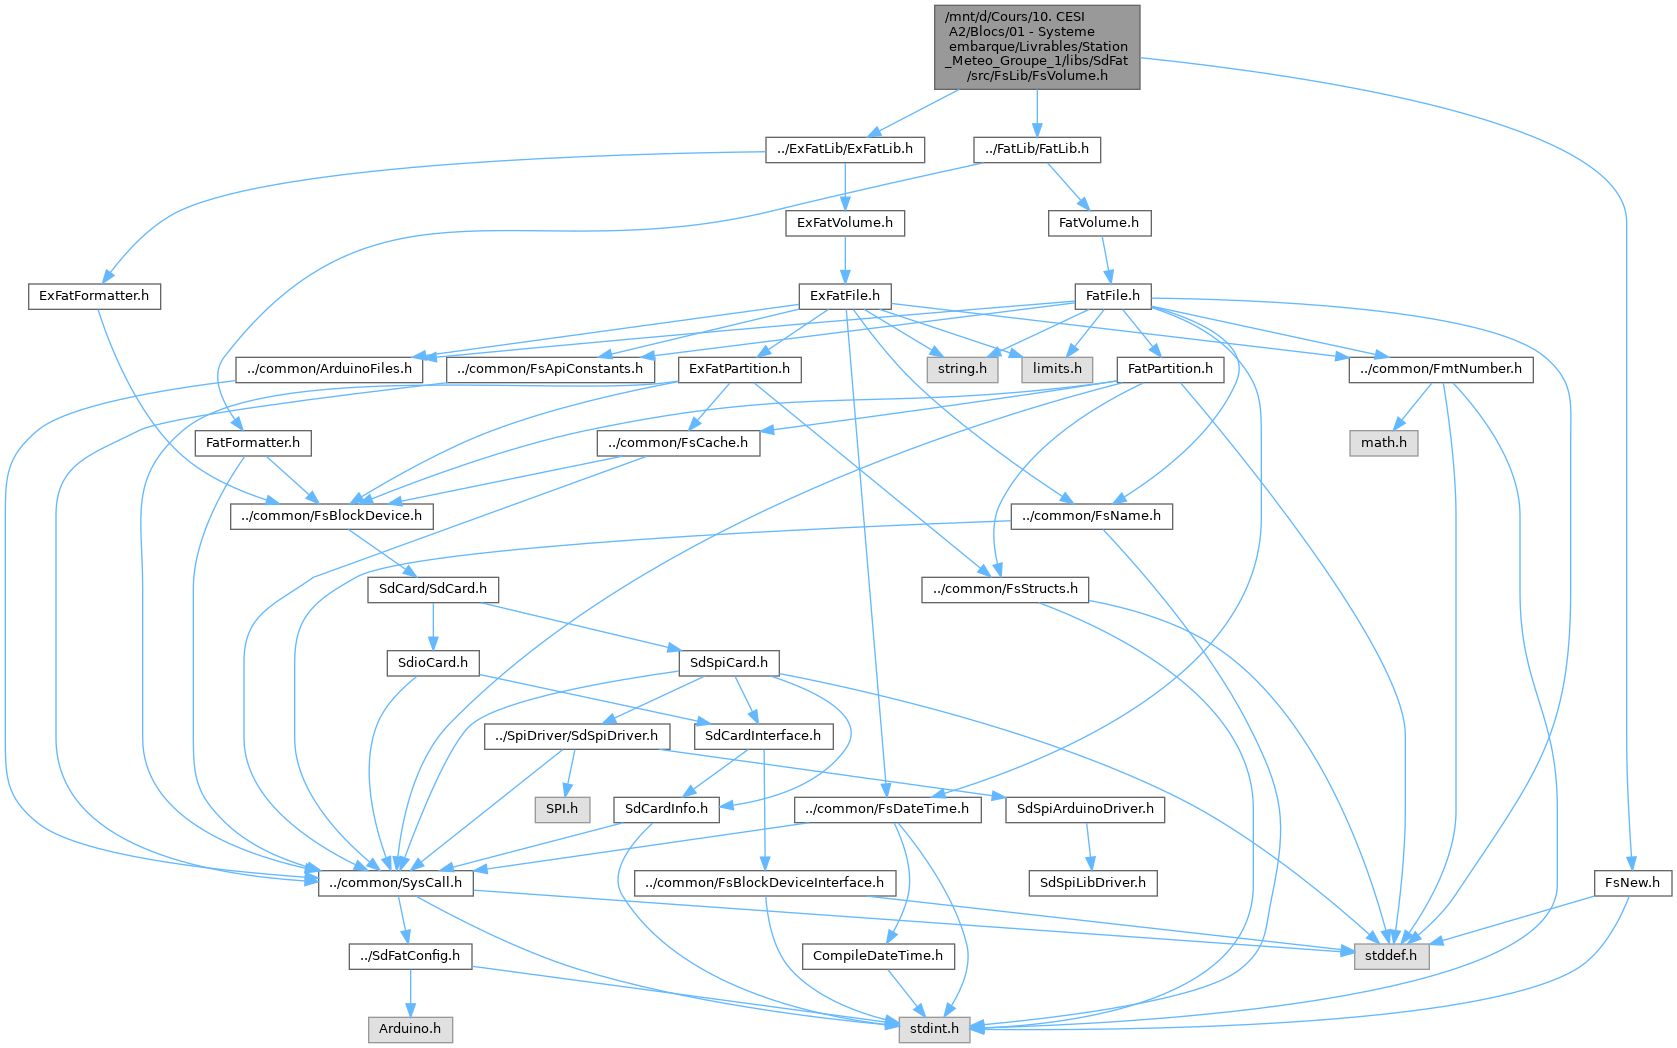 /mnt/d/Cours/10. CESI
A2/Blocs/01 - Systeme
embarque/Livrables/Station
_Meteo_Groupe_1/libs/SdFat
/src/FsLib/FsVolume.h
../ExFatLib/ExFatLib.h
../FatLib/FatLib.h
ExFatVolume.h
FatVolume.h
ExFatFormatter.h
ExFatFile.h
FatFile.h
../common/ArduinoFiles.h
../common/FsApiConstants.h
ExFatPartition.h
string.h
limits.h
FatPartition.h
../common/FmtNumber.h
FatFormatter.h
../common/FsCache.h
math.h
../common/FsBlockDevice.h
../common/FsName.h
SdCard/SdCard.h
../common/FsStructs.h
SdioCard.h
SdSpiCard.h
../SpiDriver/SdSpiDriver.h
SdCardInterface.h
SPI.h
SdCardInfo.h
../common/FsDateTime.h
SdSpiArduinoDriver.h
../common/SysCall.h
../common/FsBlockDeviceInterface.h
SdSpiLibDriver.h
FsNew.h
../SdFatConfig.h
CompileDateTime.h
stddef.h
Arduino.h
stdint.h